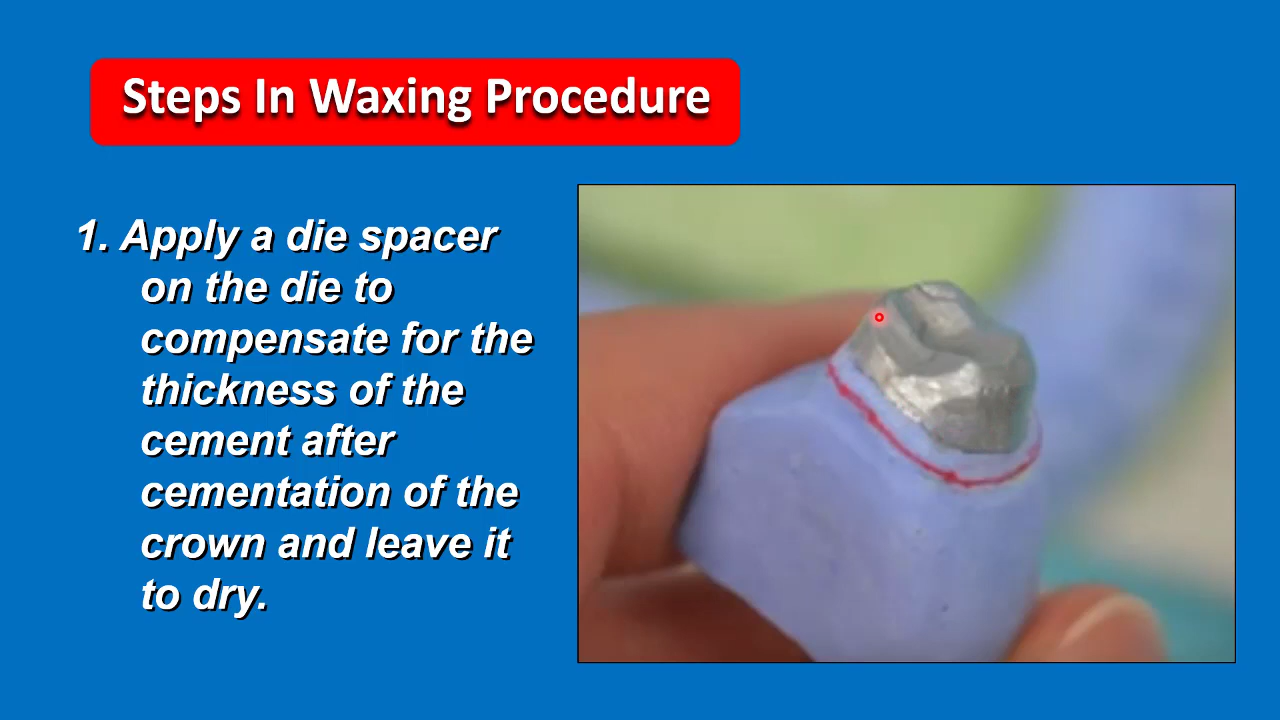 Steps In Waxing Procedure
1. Apply a die spacer
on the die to
compensate for the
thickness of the
cement after
cementation of the
crown and leave it
to dry.